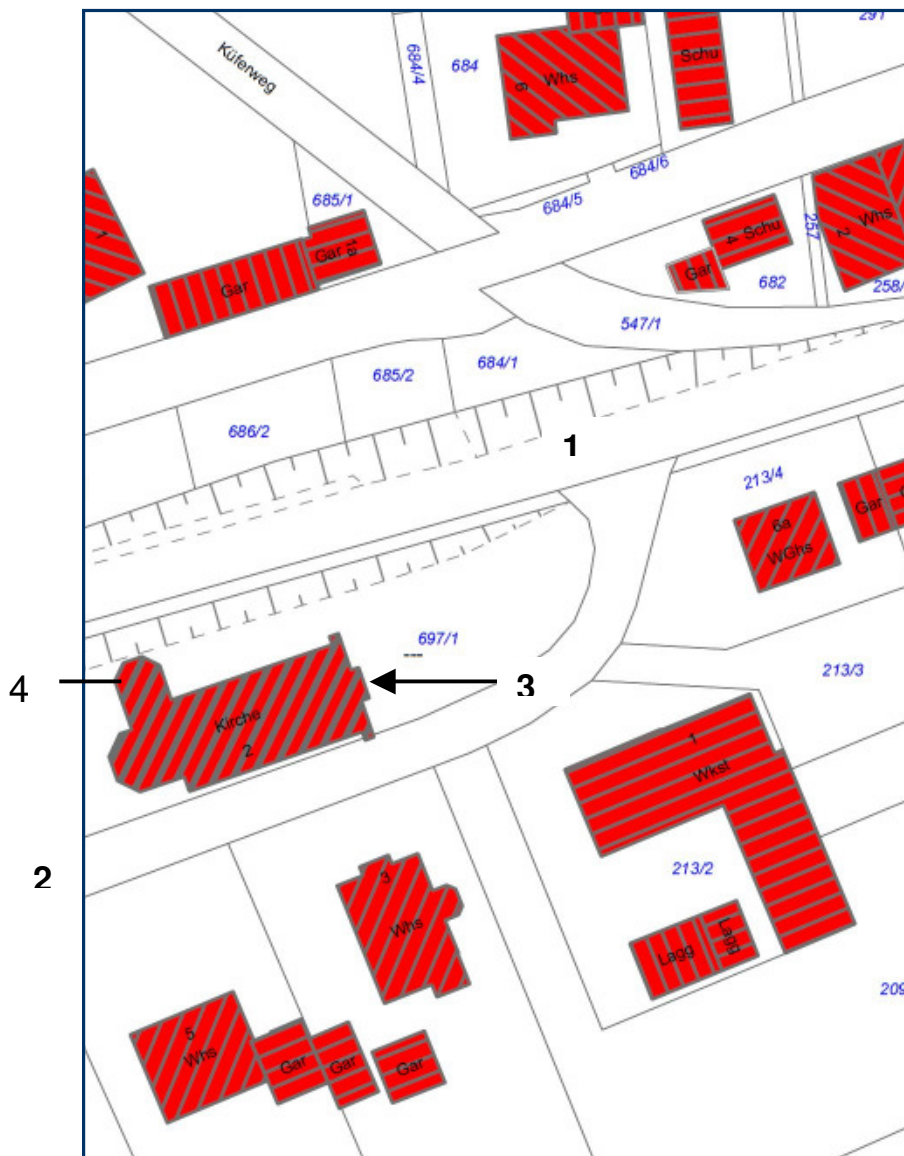 291
Küferweg
684/4
684
6
Whs
Schu
684/6
684/5
685/1
1
Gar
Gar
1a
4
Schu
Gar
682
257
2
Whs
258/
547/1
684/1
685/2
686/2
1
213/4
Gar
6a
WGhs
697/1
---
4
3
213/3
Kirche
2
1
Wkst
2
213/2
3
Whs
Lagg
Lagg
209
5
Whs
Gar
Gar
Gar